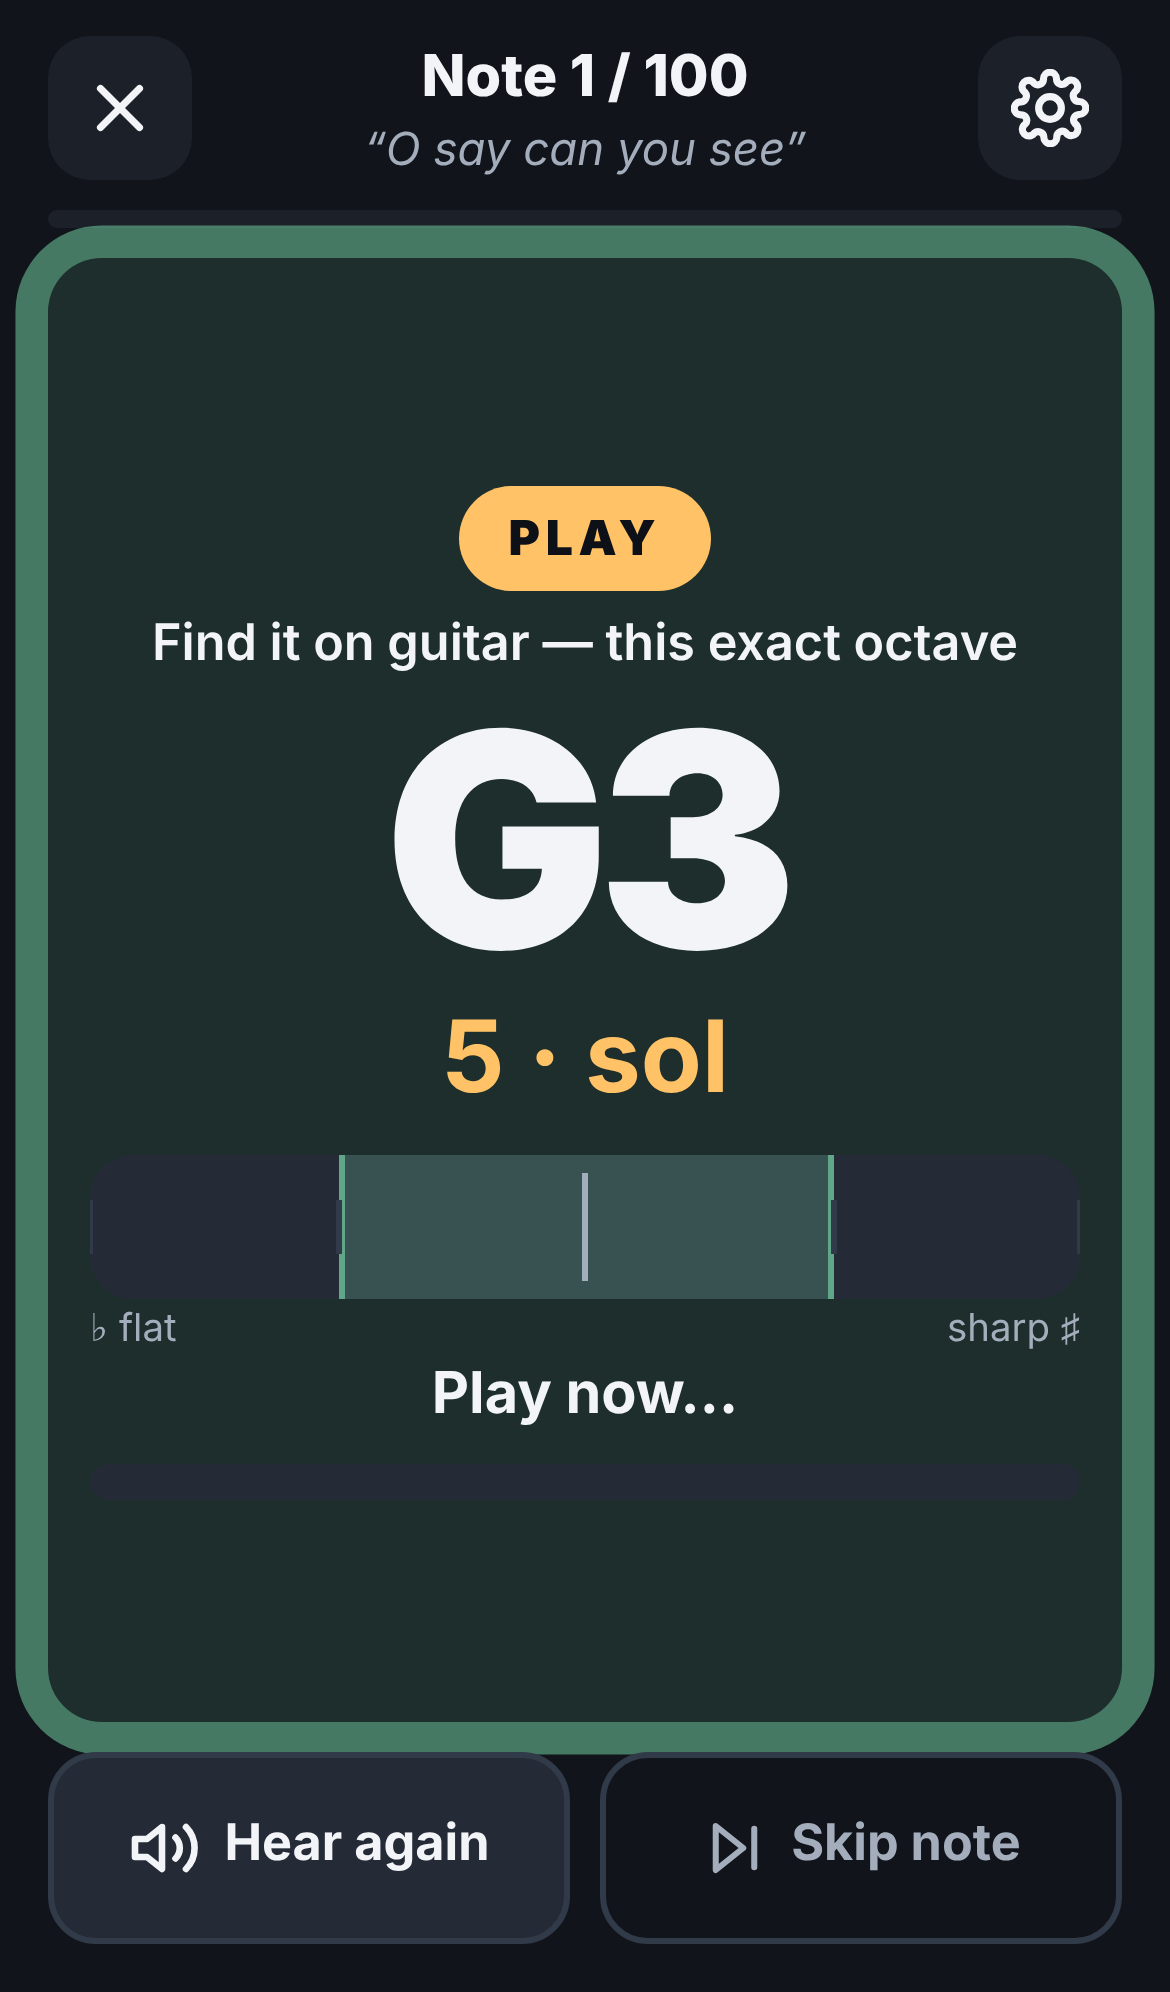 Note 1 / 100
“O say can you see”
PLAY
Find it on guitar — this exact octave
G3
5 · sol
♭ flat
sharp ♯
Play now…
Hear again
Skip note